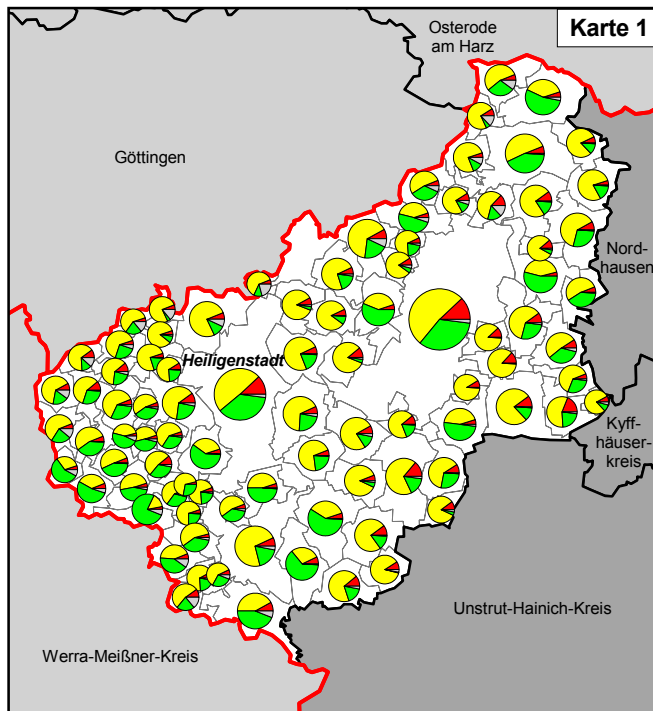 Osterode
am Harz
Karte 1
Göttingen
Nord-
hausen
Heiligenstadt
Kyff-
häuser-
kreis
Unstrut-Hainich-Kreis
Werra-Meißner-Kreis